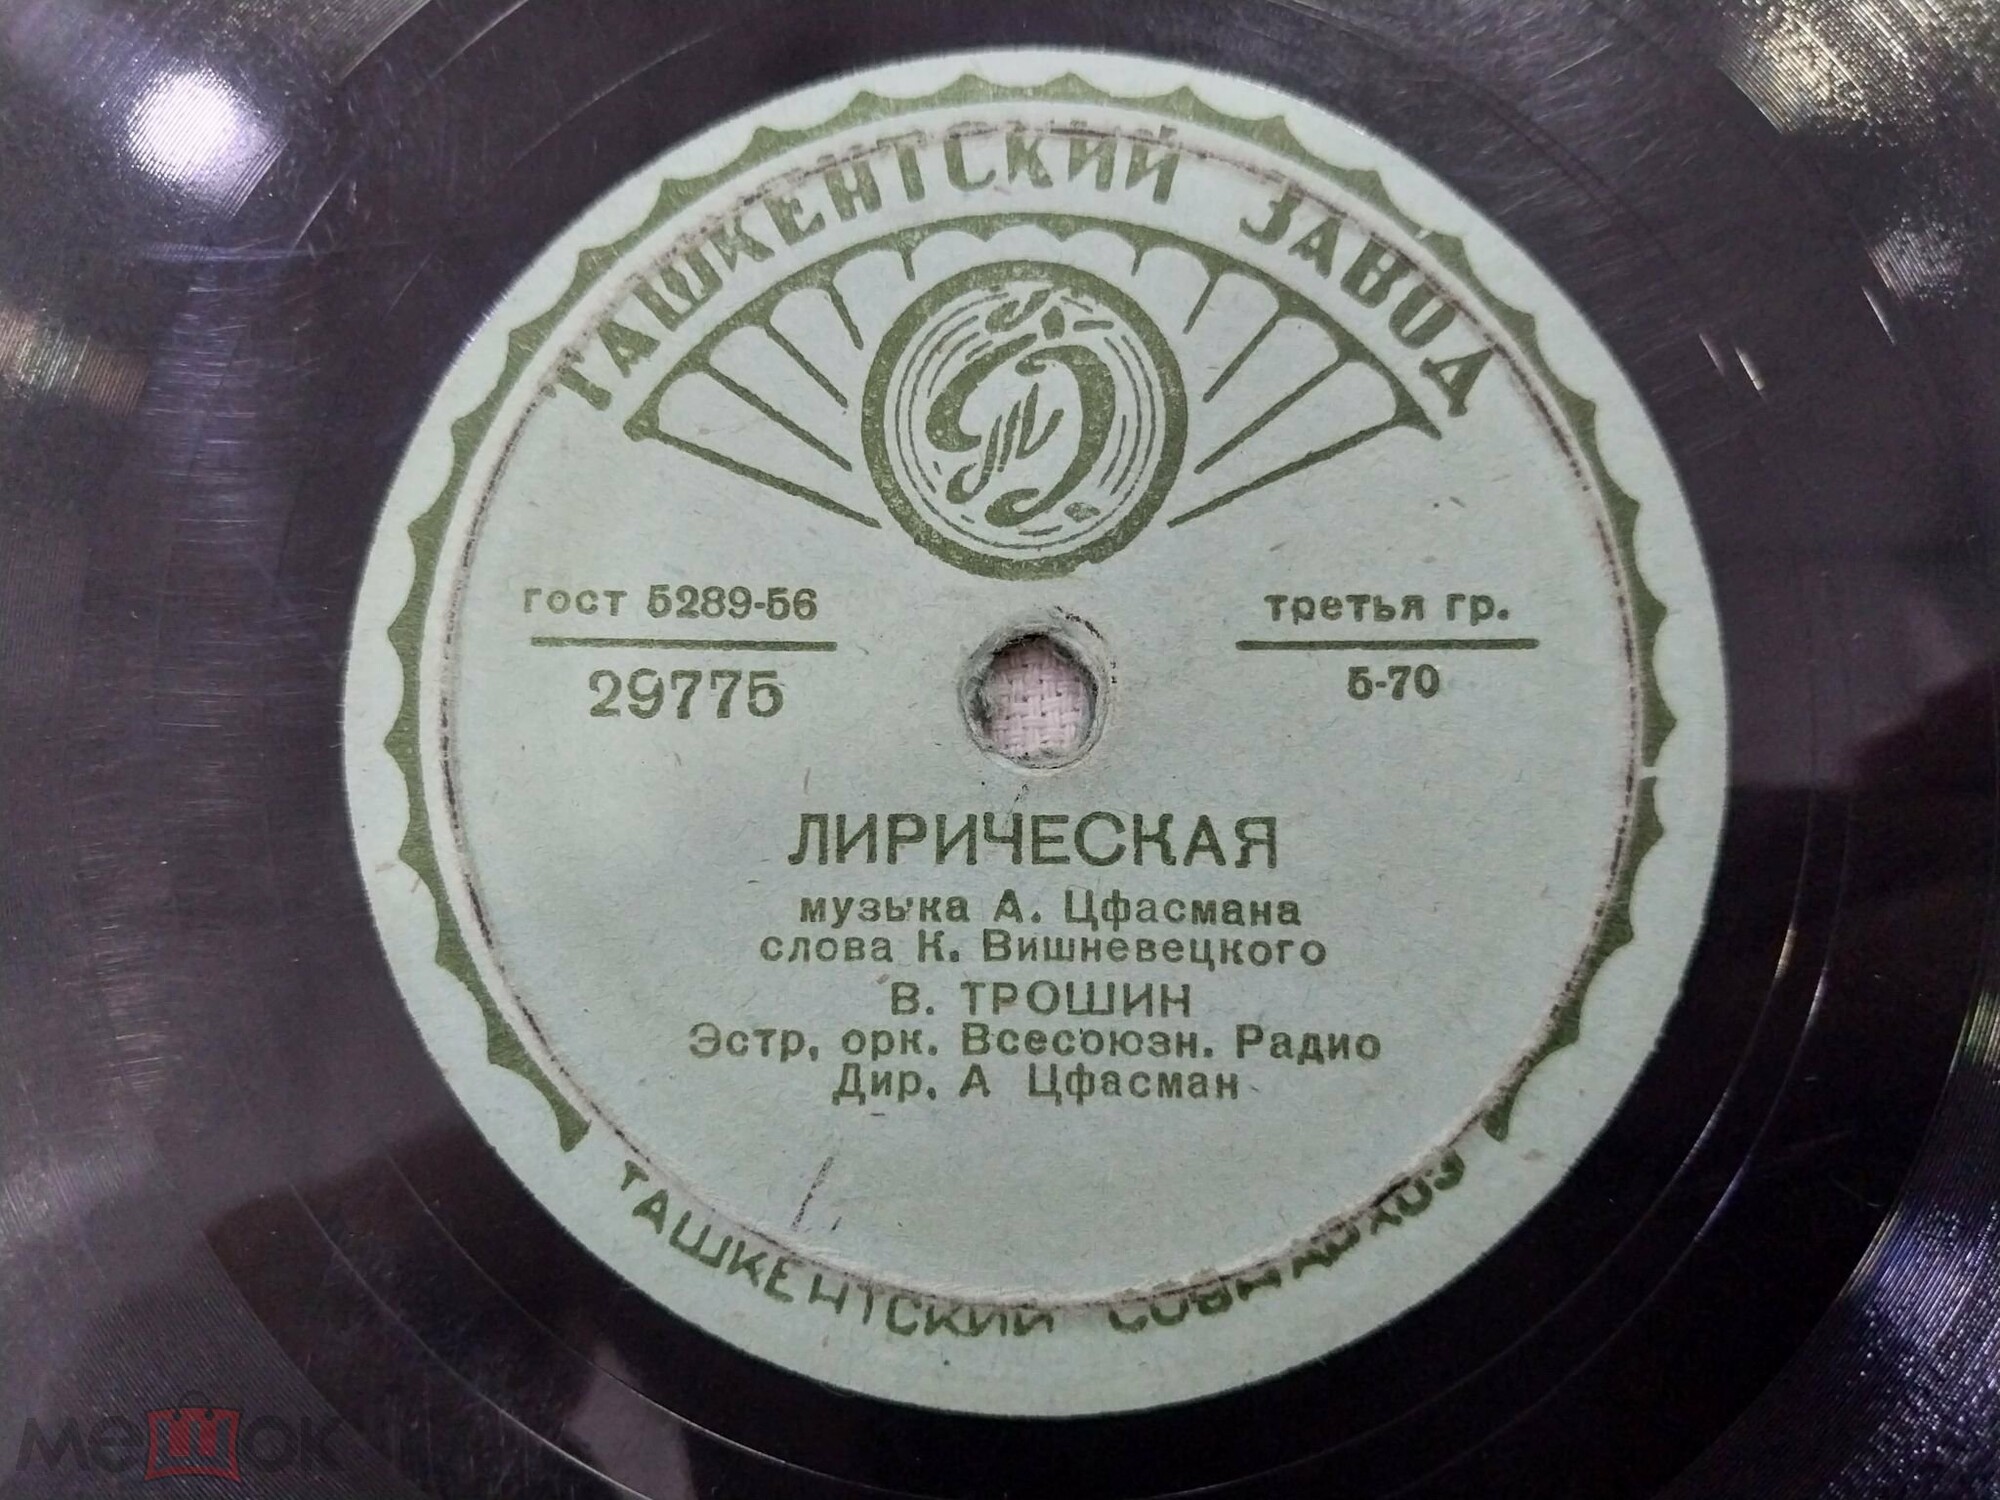 ТАШКЕНТСКИЙ ЗАВОД
гост 5289-56
29775
третья гр.
5-70
ЛИРИЧЕСКАЯ
музыка А. Цфасмана
слова К. Вишневецкого
В. ТРОШИН
Эстр. орк. Всесоюзн. Радио
Дир. А Цфасман
ТАШКЕНТСКИЙ СОВНАРХОЗ
мешок